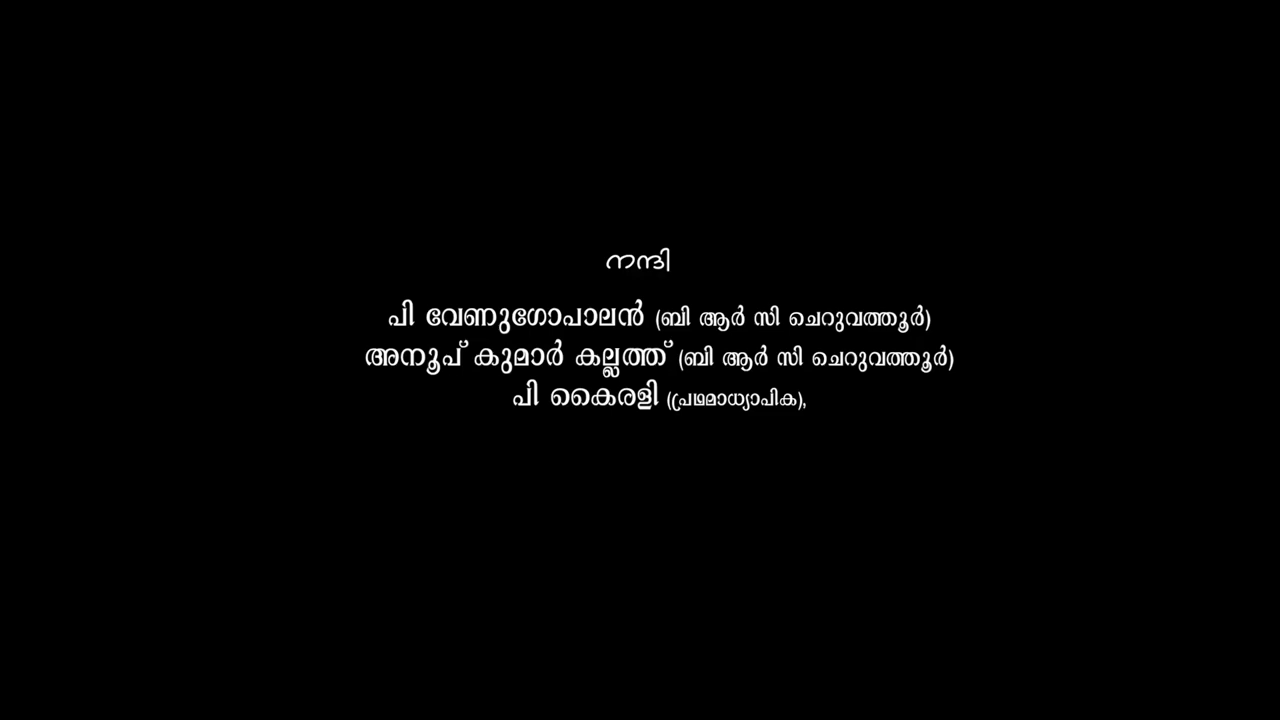 നന്ദി
പി വേണുഗോപാലൻ (ബി ആർ സി ചെറുവത്തൂർ)
അനൂപ് കുമാർ കല്ലത്ത് (ബി ആർ സി ചെറുവത്തൂർ)
പി കൈരളി (പ്രഥമാധ്യാപിക),